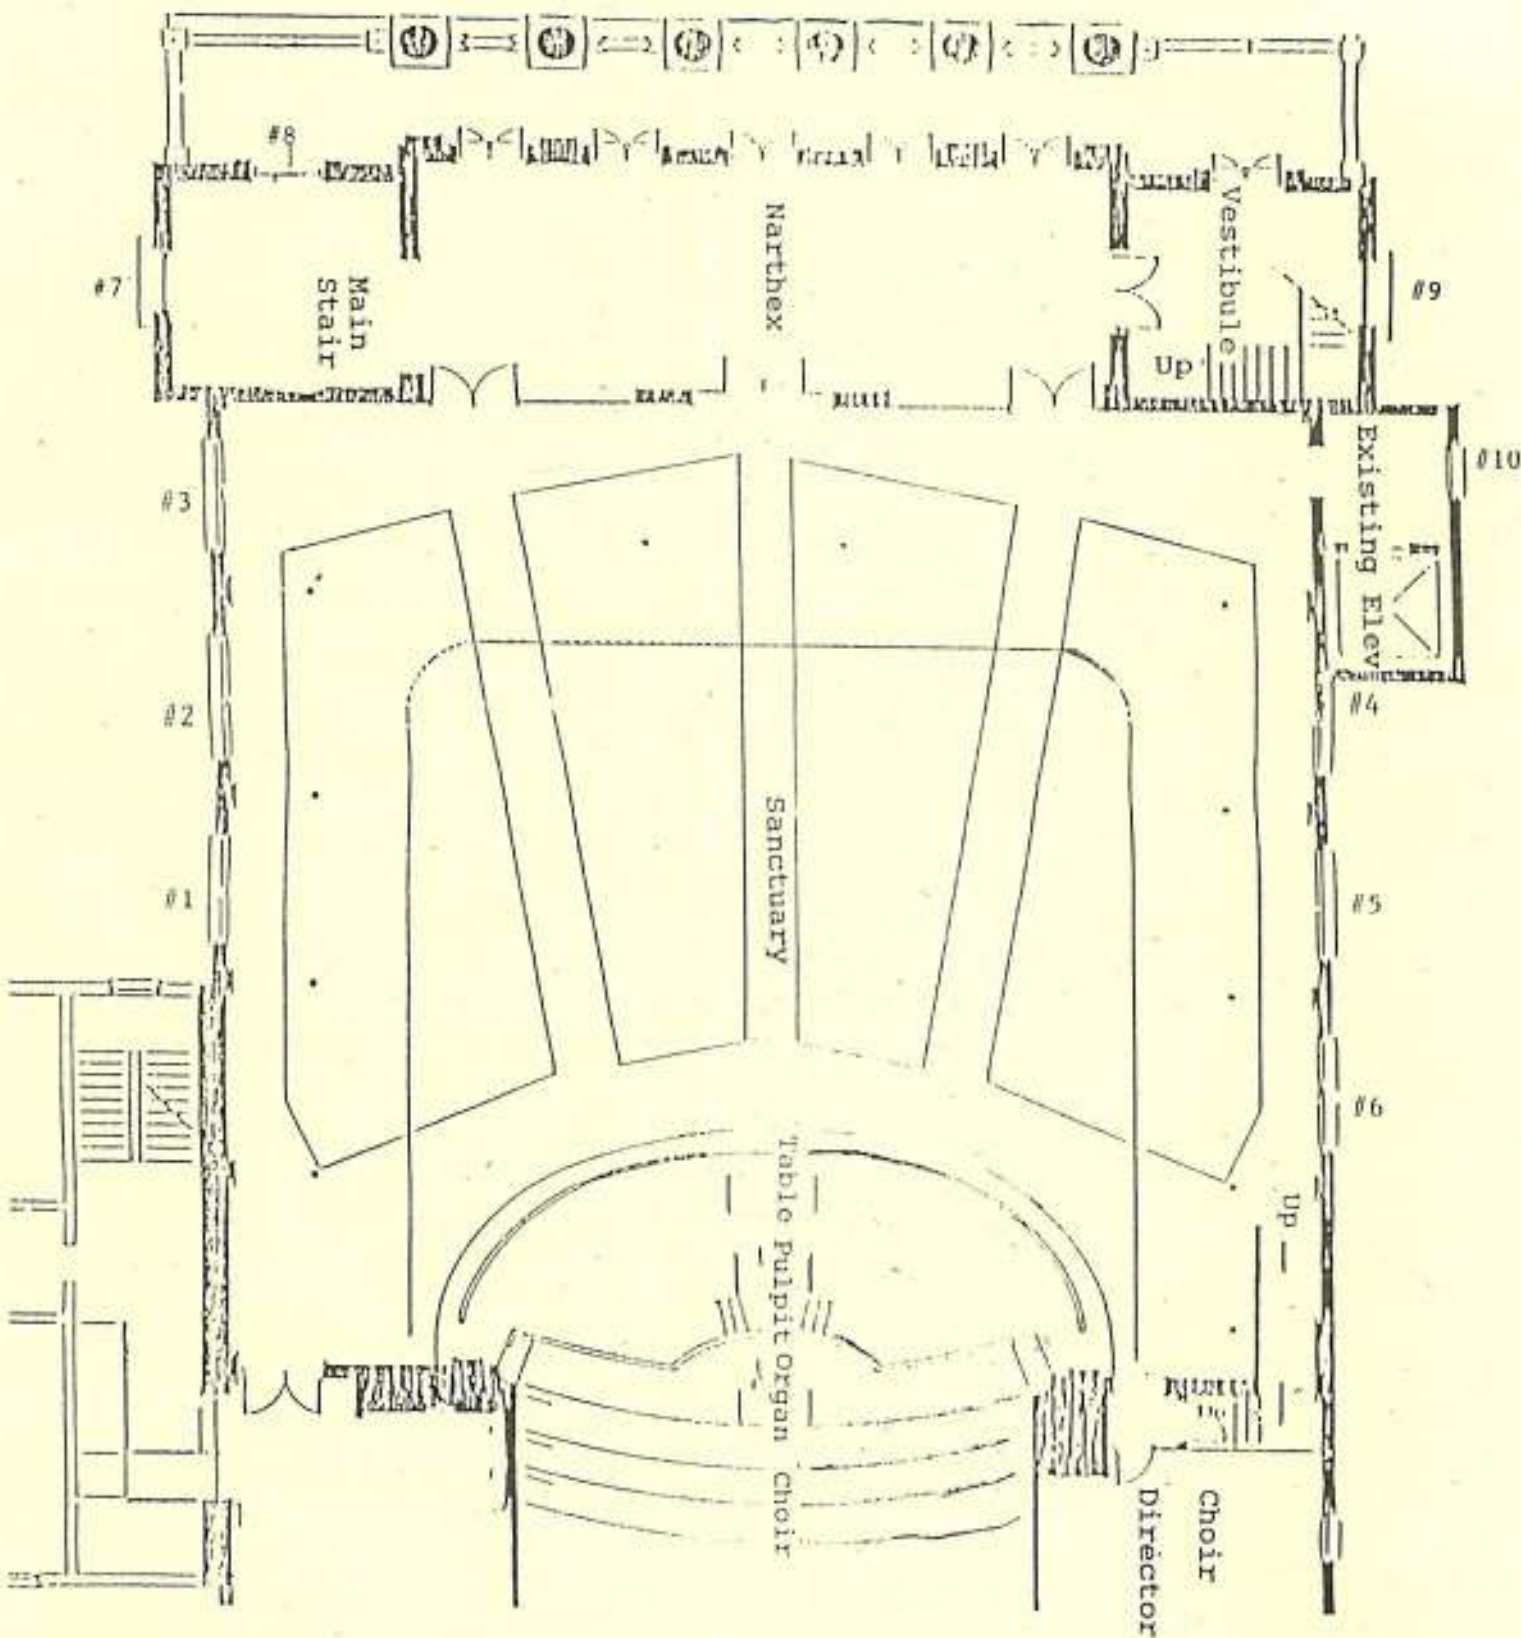 #8
Vestibule
Narthex
#7
Main
Stair
#9
Up
#3
Existing Elev
#10
#2
#4
Sanctuary
#1
#5
#6
Table Pulpit Organ Choir
Up
Choir
Director